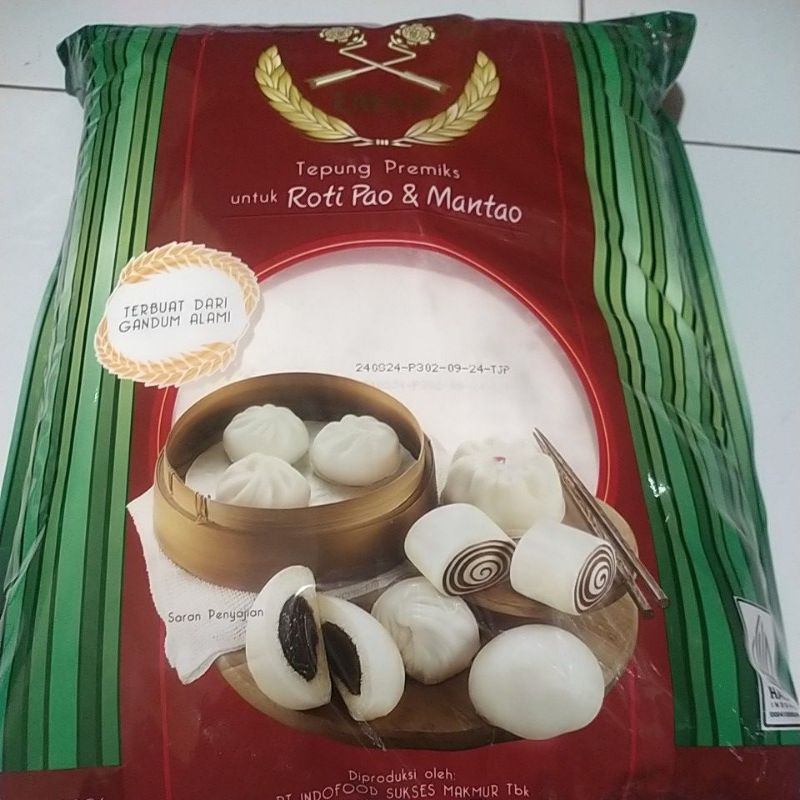 Tepung Premiks
untuk Roti Pao & Mantao
TERBUAT DARI
GANDUM ALAMI
240824-P302-09-24-TJP
Saran Penyajian
Diproduksi oleh:
PT INDOFOOD SUKSES MAKMUR Tbk